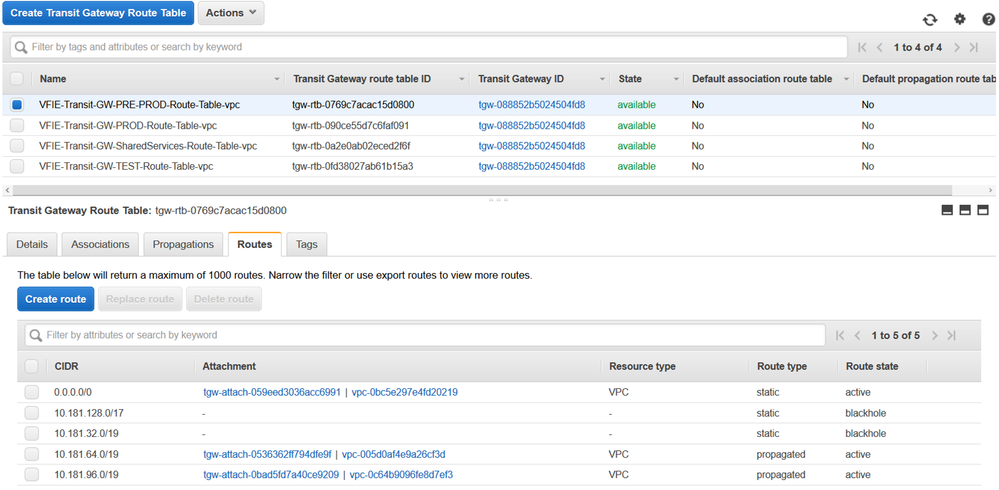 Create Transit Gateway Route Table Actions
Filter by tags and attributes or search by keyword 1 to 4 of 4
Name Transit Gateway route table ID Transit Gateway ID State Default association route table Default propagation route tab
VFIE-Transit-GW-PRE-PROD-Route-Table-vpc tgw-rtb-0769c7acac15d0800 tgw-088852b5024504fd8 available No No
VFIE-Transit-GW-PROD-Route-Table-vpc tgw-rtb-090ce55d7c6faf091 tgw-088852b5024504fd8 available No No
VFIE-Transit-GW-SharedServices-Route-Table-vpc tgw-rtb-0a2e0ab02eced2f6f tgw-088852b5024504fd8 available No No
VFIE-Transit-GW-TEST-Route-Table-vpc tgw-rtb-0fd38027ab61b15a3 tgw-088852b5024504fd8 available No No
Transit Gateway Route Table: tgw-rtb-0769c7acac15d0800
Details Associations Propagations Routes Tags
The table below will return a maximum of 1000 routes. Narrow the filter or use export routes to view more routes.
Create route Replace route Delete route
Filter by attributes or search by keyword 1 to 5 of 5
CIDR Attachment Resource type Route type Route state
0.0.0.0/0 tgw-attach-059eed3036acc6991 | vpc-0bc5e297e4fd20219 VPC static active
10.181.128.0/17 - - static blackhole
10.181.32.0/19 - - static blackhole
10.181.64.0/19 tgw-attach-0536362ff794dfe9f | vpc-005d0af4e9a26cf3d VPC propagated active
10.181.96.0/19 tgw-attach-0bad5fd7a40ce9209 | vpc-0c64b9096fe8d7ef3 VPC propagated active